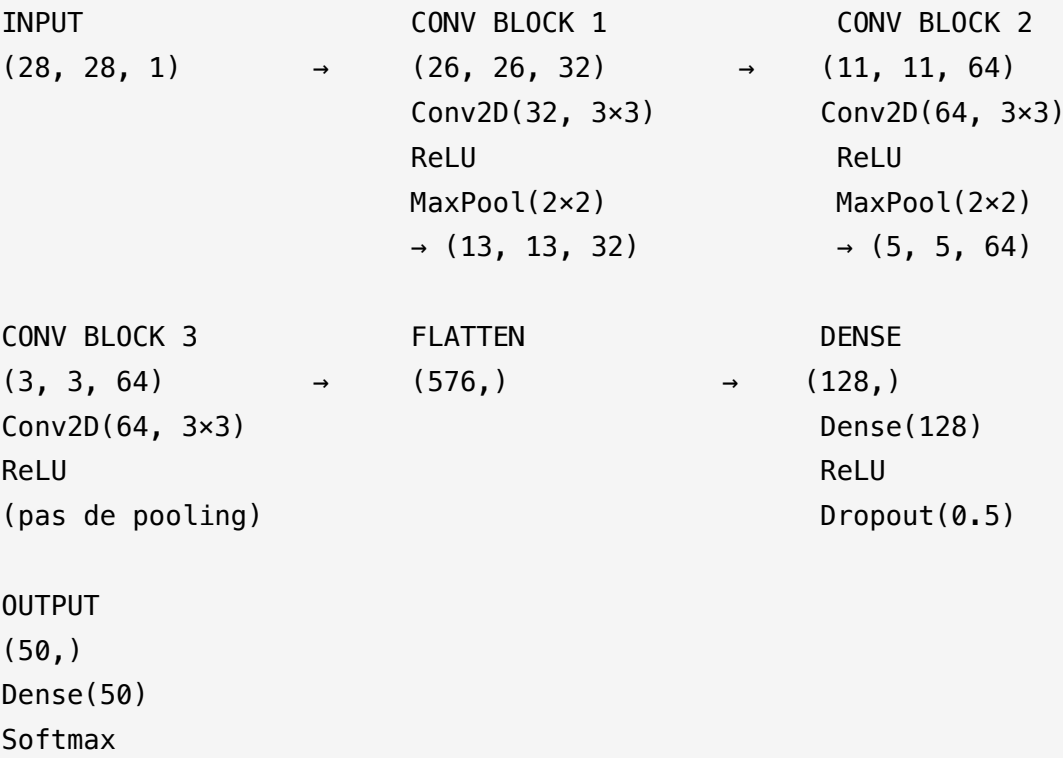 INPUT                   CONV BLOCK 1              CONV BLOCK 2
(28, 28, 1)        →    (26, 26, 32)        →    (11, 11, 64)
                        Conv2D(32, 3×3)          Conv2D(64, 3×3)
                        ReLU                      ReLU
                        MaxPool(2×2)              MaxPool(2×2)
                        → (13, 13, 32)            → (5, 5, 64)

CONV BLOCK 3            FLATTEN                  DENSE
(3, 3, 64)         →    (576,)             →    (128,)
Conv2D(64, 3×3)                                  Dense(128)
ReLU                                             ReLU
(pas de pooling)                                 Dropout(0.5)

OUTPUT
(50,)
Dense(50)
Softmax